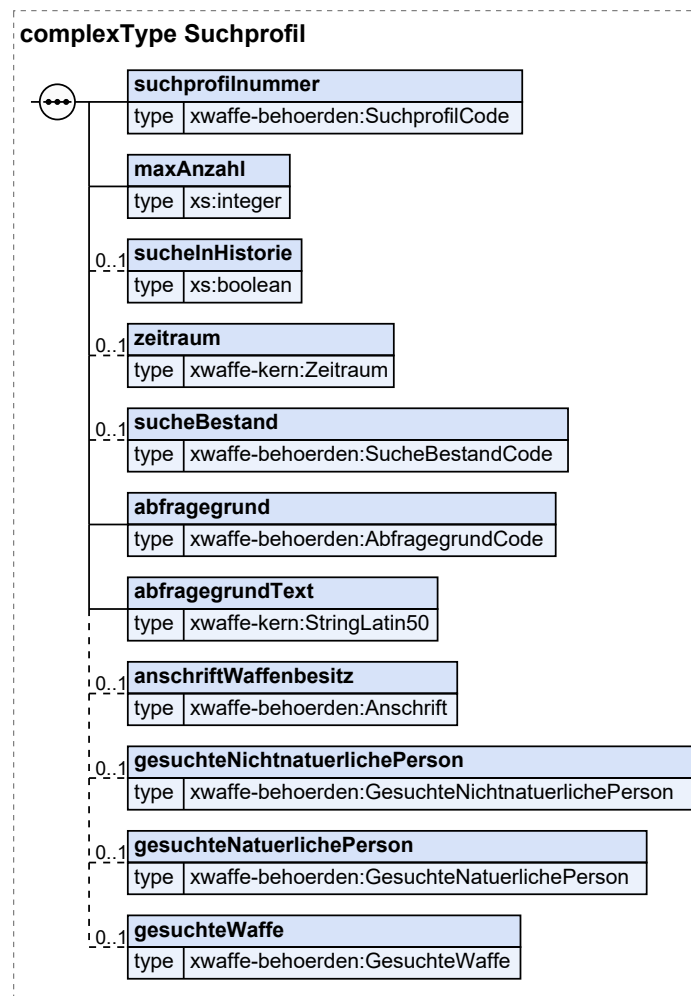 complexType Suchprofil
suchprofilnummer
type xwaffe-behoerden:SuchprofilCode
maxAnzahl
type xs:integer
0..1 sucheInHistorie
type xs:boolean
0..1 zeitraum
type xwaffe-kern:Zeitraum
0..1 sucheBestand
type xwaffe-behoerden:SucheBestandCode
abfragegrund
type xwaffe-behoerden:AbfragegrundCode
abfragegrundText
type xwaffe-kern:StringLatin50
0..1 anschriftWaffenbesitz
type xwaffe-behoerden:Anschrift
0..1 gesuchteNichtnatuerlichePerson
type xwaffe-behoerden:GesuchteNichtnatuerlichePerson
0..1 gesuchteNatuerlichePerson
type xwaffe-behoerden:GesuchteNatuerlichePerson
0..1 gesuchteWaffe
type xwaffe-behoerden:GesuchteWaffe